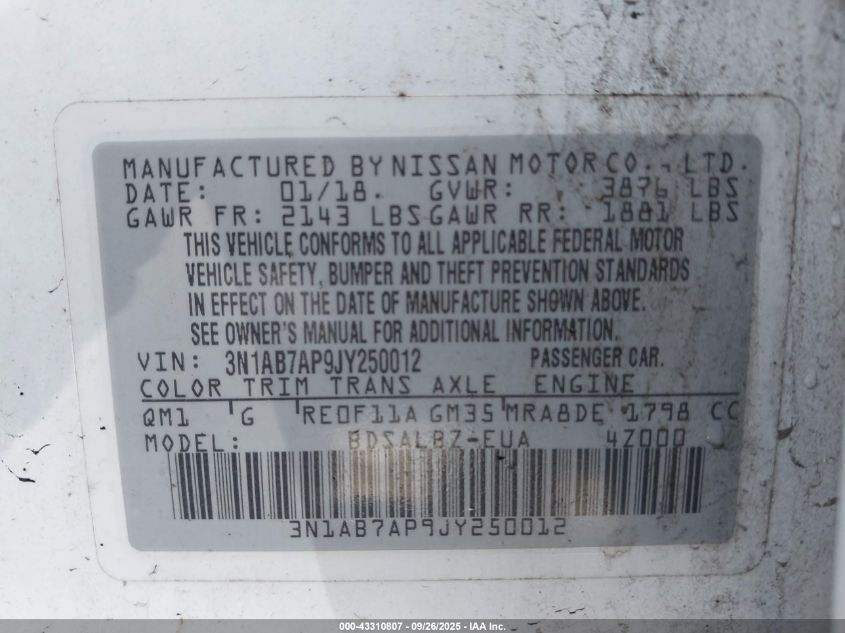 MANUFACTURED BY NISSAN MOTOR CO., LTD.
DATE: 01/18. GVWR: 3876 LBS
GAWR FR: 2143 LBS GAWR RR: 1881 LBS
THIS VEHICLE CONFORMS TO ALL APPLICABLE FEDERAL MOTOR
VEHICLE SAFETY, BUMPER AND THEFT PREVENTION STANDARDS
IN EFFECT ON THE DATE OF MANUFACTURE SHOWN ABOVE.
SEE OWNER'S MANUAL FOR ADDITIONAL INFORMATION.
VIN: 3N1AB7AP9JY250012 PASSENGER CAR.
COLOR TRIM TRANS AXLE ENGINE
QM1 G RE0F11A GM35 MRA8DE 1798 CC
MODEL: BDSALBZ-EUA 4Z000
3N1AB7AP9JY250012
000-43310807 - 09/26/2025 - IAA Inc.